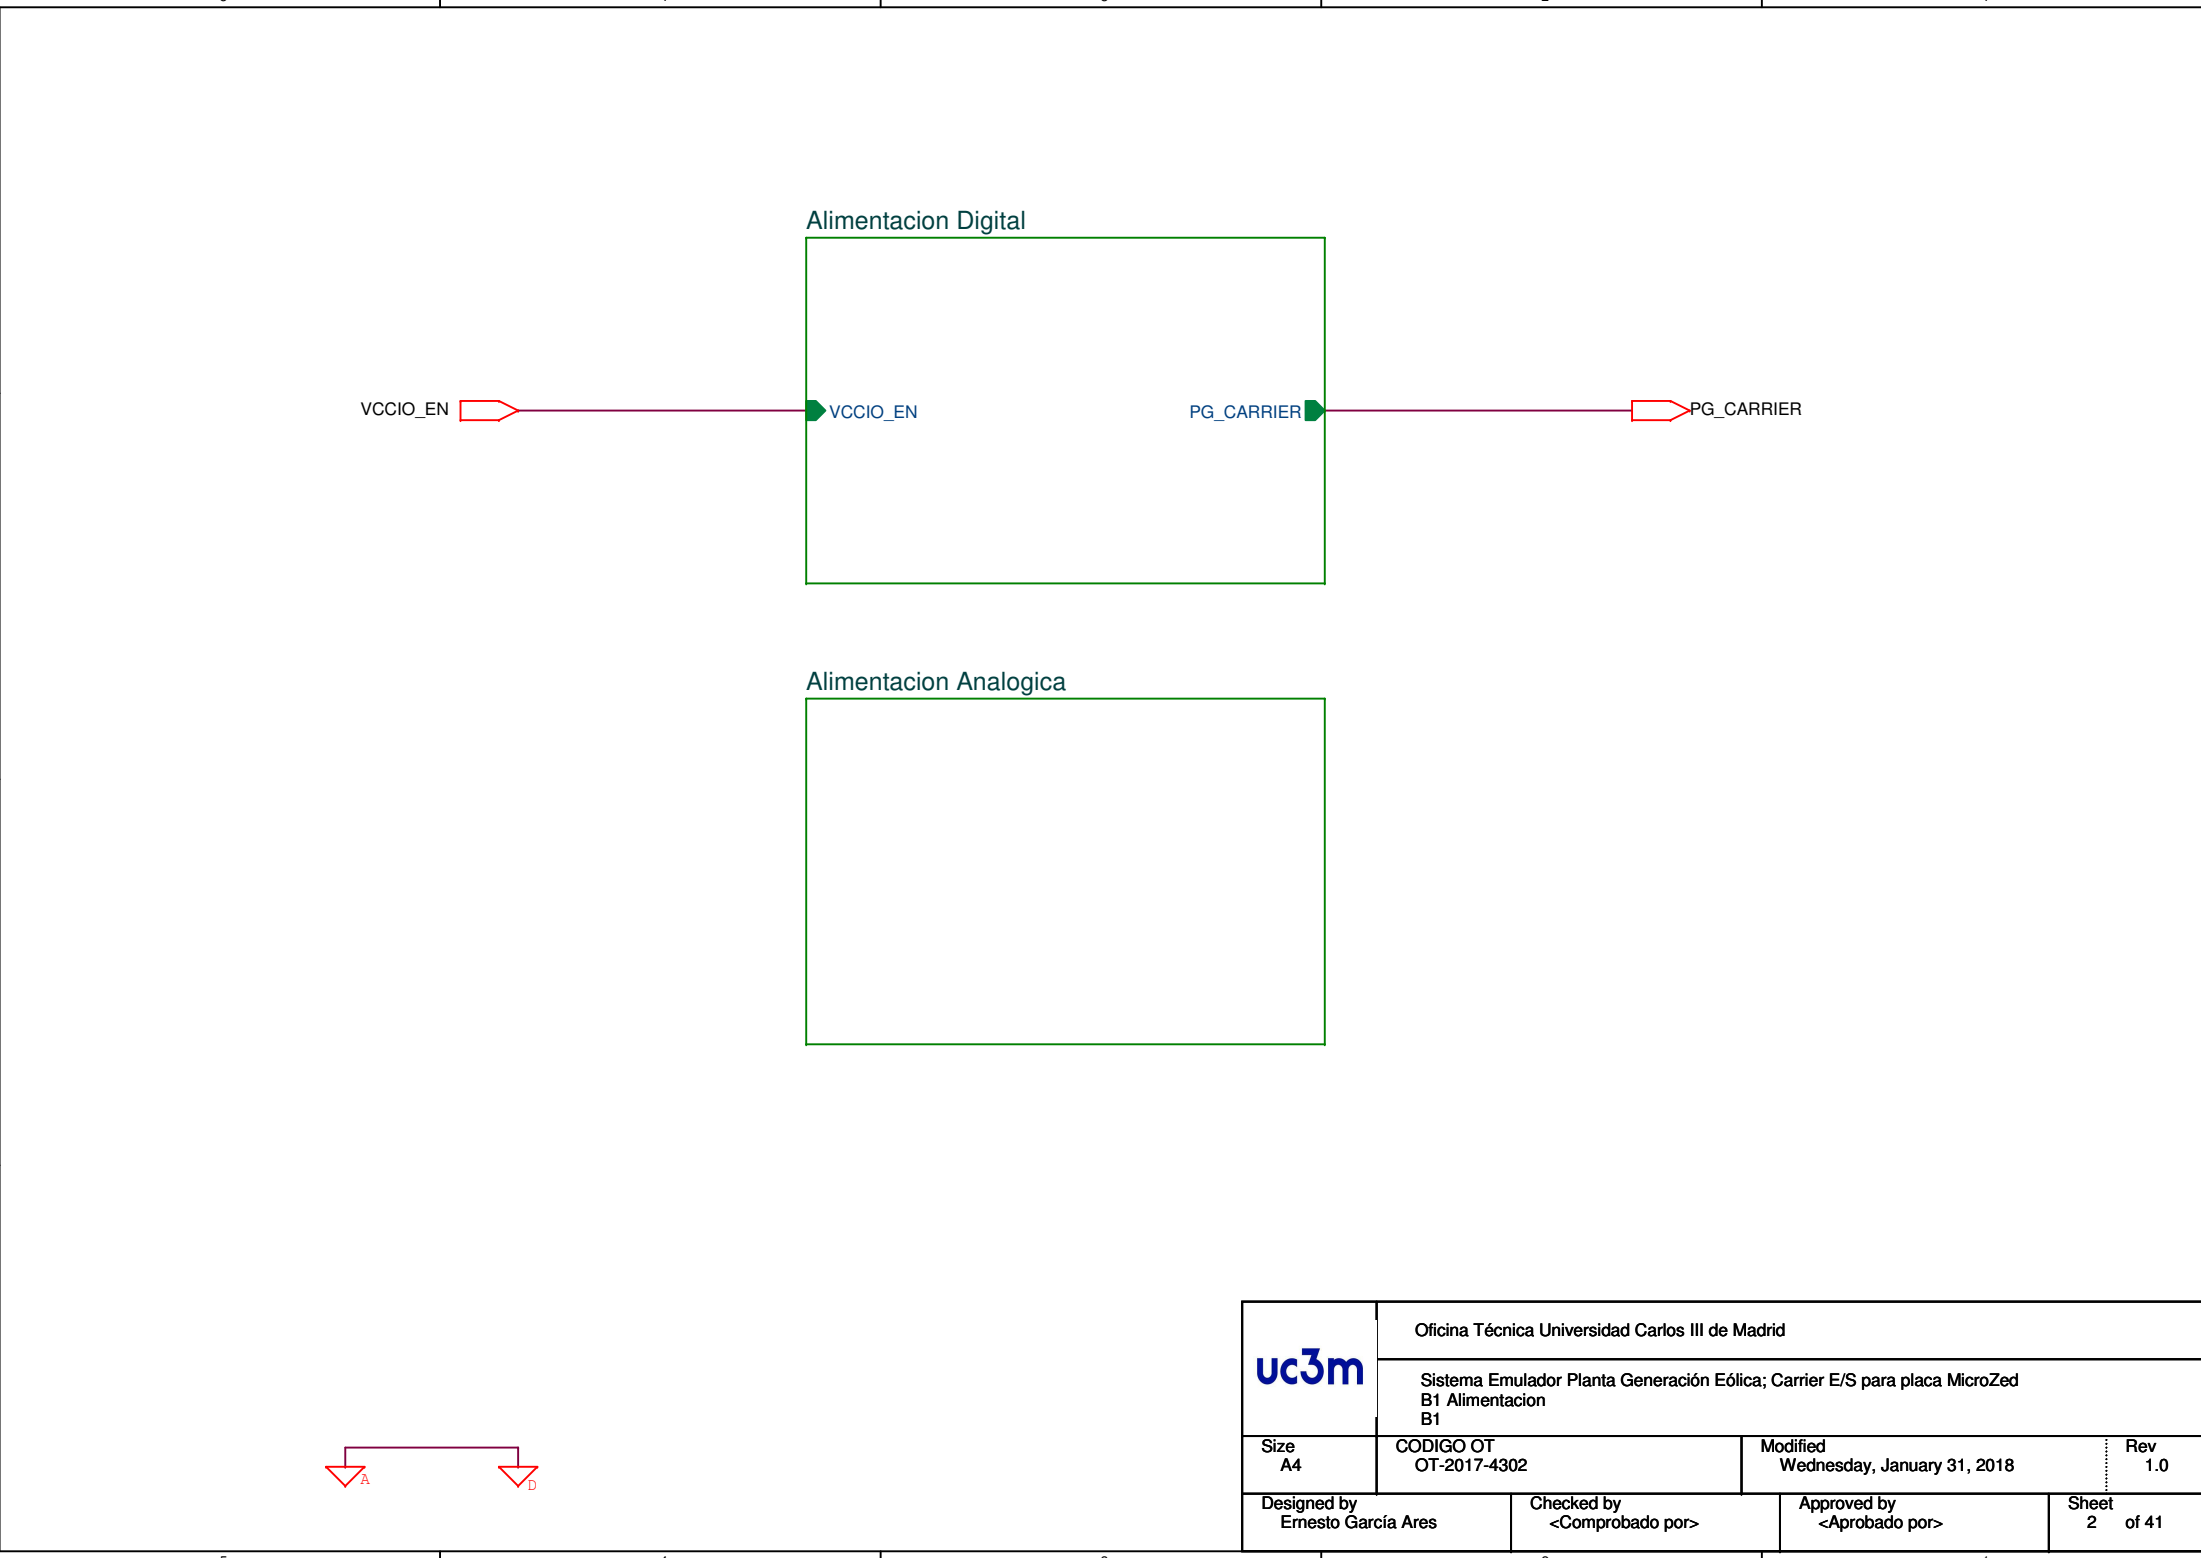 Alimentacion Digital
VCCIO_EN
VCCIO_EN
PG_CARRIER
PG_CARRIER
Alimentacion Analogica
A
D
uc3m
Oficina Técnica Universidad Carlos III de Madrid
Sistema Emulador Planta Generación Eólica; Carrier E/S para placa MicroZed
B1 Alimentacion
B1
Size
A4
CODIGO OT
OT-2017-4302
Modified
Wednesday, January 31, 2018
Rev
1.0
Designed by
Ernesto García Ares
Checked by
<Comprobado por>
Approved by
<Aprobado por>
Sheet
2 of 41